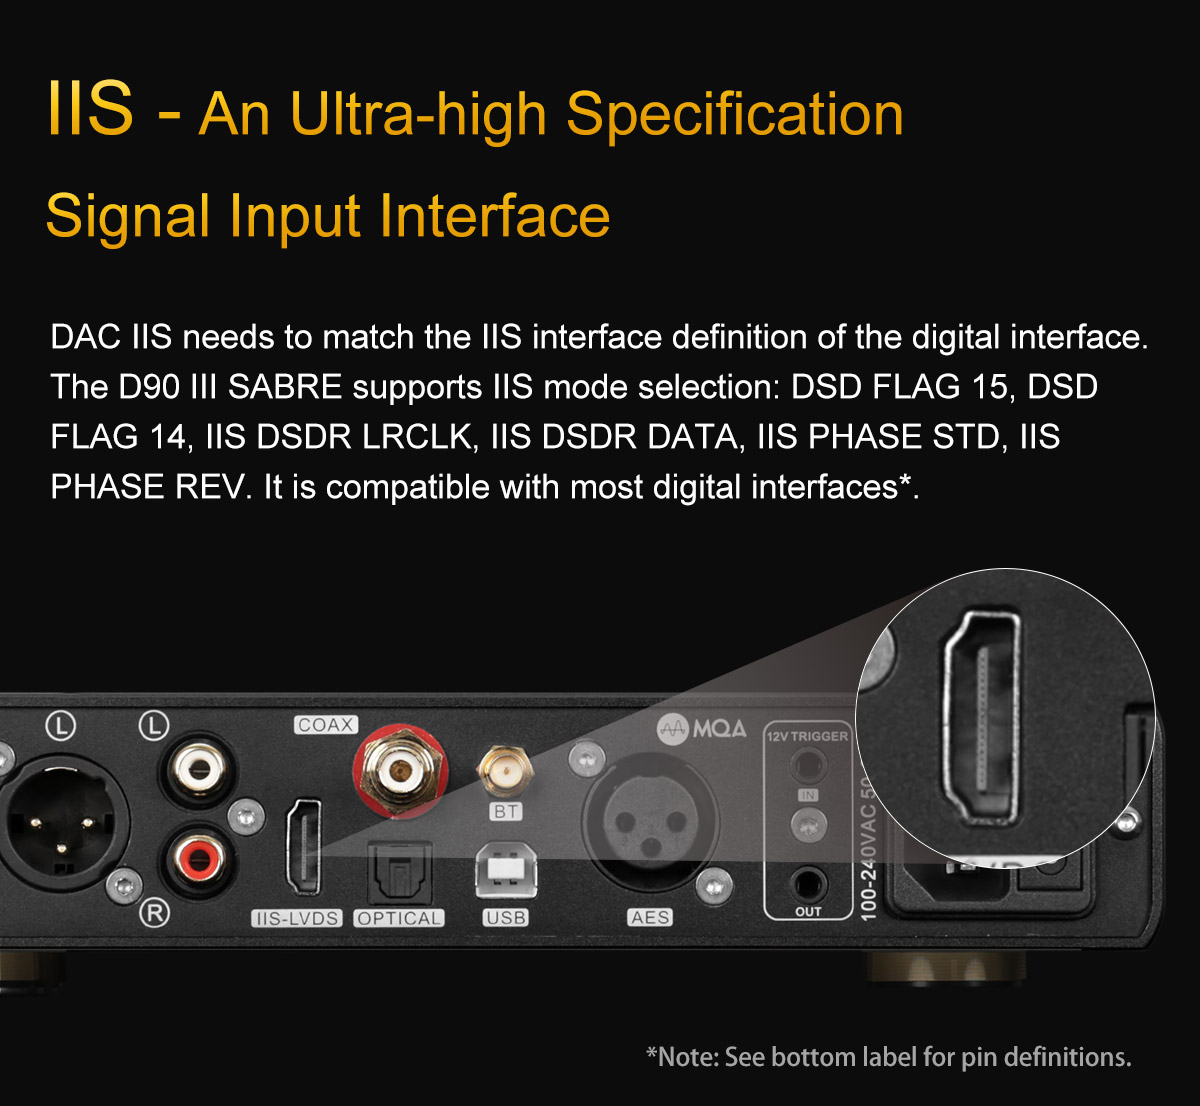 IIS - An Ultra-high Specification
Signal Input Interface
DAC IIS needs to match the IIS interface definition of the digital interface.
The D90 III SABRE supports IIS mode selection: DSD FLAG 15, DSD
FLAG 14, IIS DSDR LRCLK, IIS DSDR DATA, IIS PHASE STD, IIS
PHASE REV. It is compatible with most digital interfaces*.
L
L
COAX
MQA
12V TRIGGER
IN
BT
100-240VAC 50
R
IIS-LVDS
OPTICAL
USB
AES
OUT
*Note: See bottom label for pin definitions.